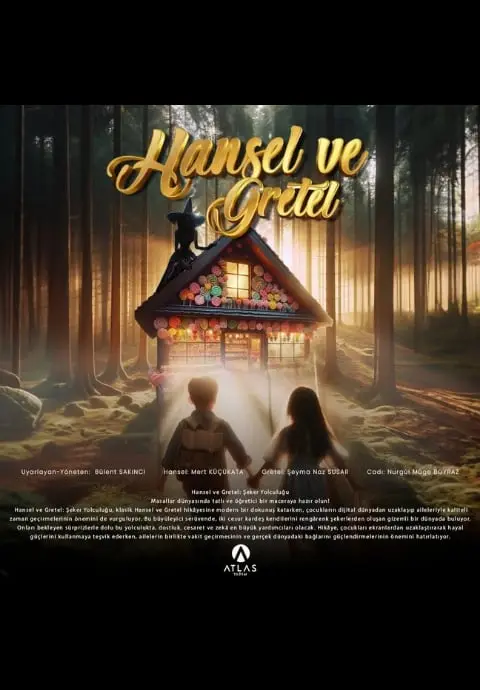 Hansel ve
Gretel
Uyarlayan-Yöneten: Bülent SAKINCI Hansel: Mert KÜÇÜKATA Gretel: Şeyma Naz SUSAR Cadı: Nurgül Müge BOYRAZ
Hansel ve Gretel: Şeker Yolculuğu
Masallar dünyasında tatlı ve öğretici bir maceraya hazır olun!
Hansel ve Gretel: Şeker Yolculuğu, klasik Hansel ve Gretel hikâyesine modern bir dokunuş katarken, çocukların dijital dünyadan uzaklaşıp aileleriyle kaliteli
zaman geçirmelerinin önemini de vurguluyor. Bu büyüleyici serüvende, iki cesur kardeş kendilerini rengârenk şekerlerden oluşan gizemli bir dünyada buluyor.
Onları bekleyen sürprizlerle dolu bu yolculukta, dostluk, cesaret ve zekâ en büyük yardımcıları olacak. Hikâye, çocukları ekranlardan uzaklaştırarak hayal
güçlerini kullanmaya teşvik ederken, ailelerin birlikte vakit geçirmesinin ve gerçek dünyadaki bağlarını güçlendirmelerinin önemini hatırlatıyor.
ATLAS